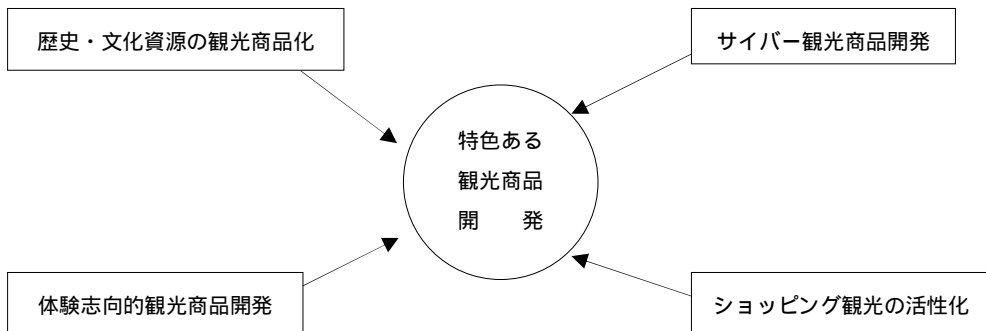 歴史・文化資源の観光商品化
サイバー観光商品開発
特色ある
観光商品
開　　発
体験志向的観光商品開発
ショッピング観光の活性化